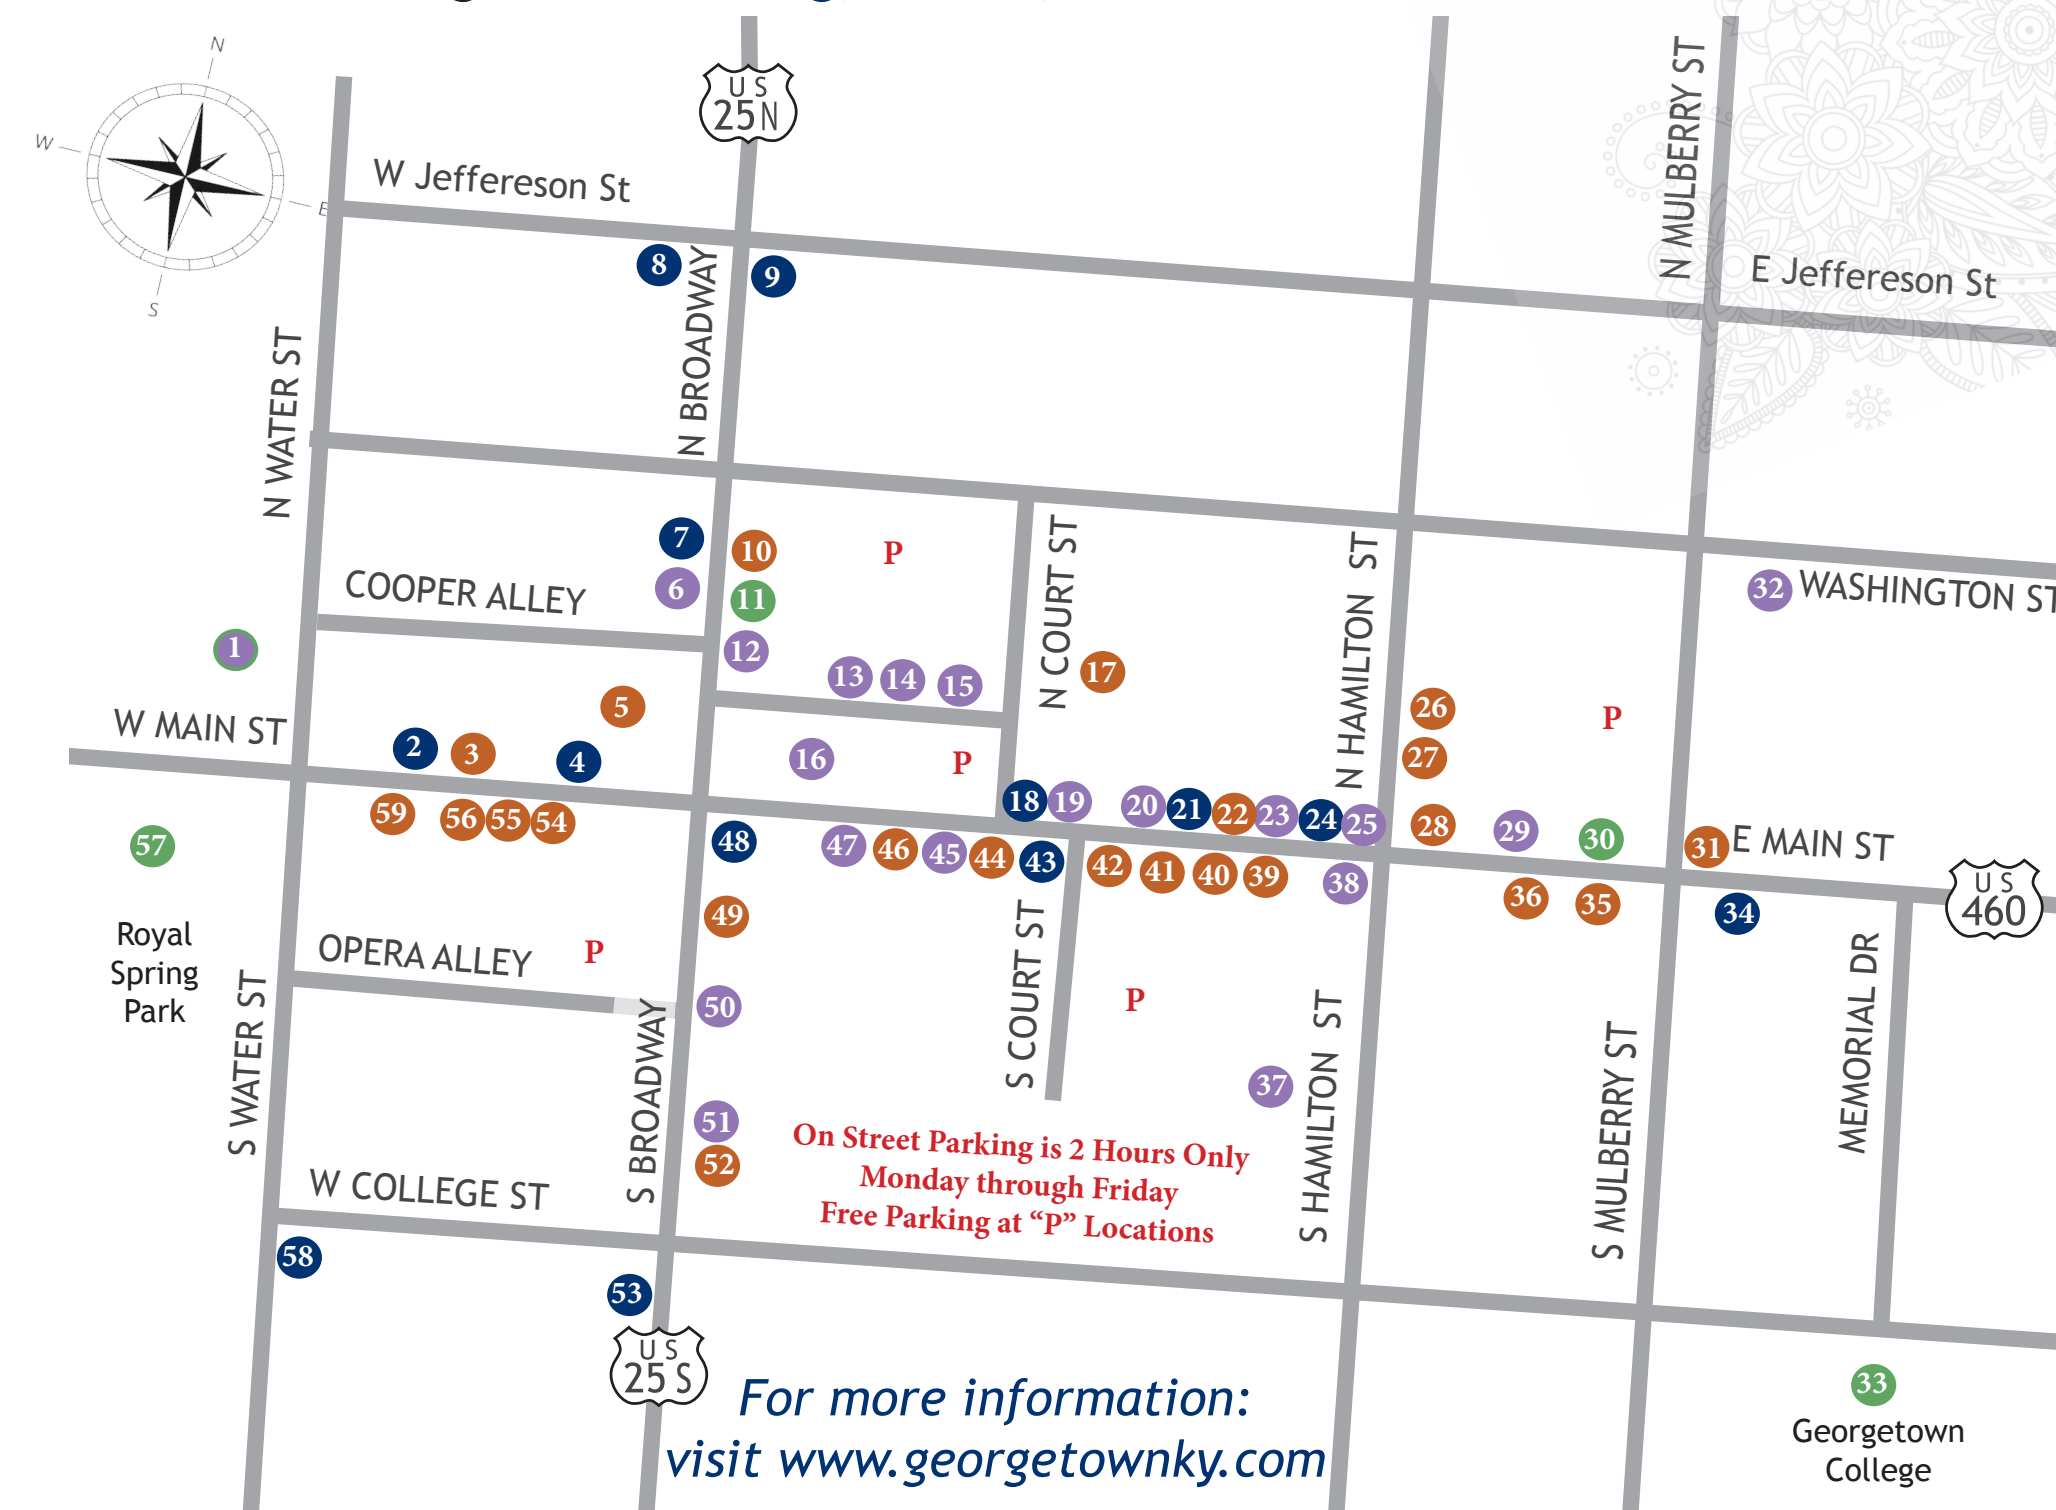 N
W
E
S
US
25N
W Jeffereson St
N MULBERRY ST
E Jeffereson St
8
9
N BROADWAY
N WATER ST
7
10
P
6
11
COOPER ALLEY
N COURT ST
N HAMILTON ST
32
WASHINGTON ST
1
12
13
14
15
17
5
26
P
W MAIN ST
2
3
4
16
P
27
59
56
55
54
18
19
20
21
22
23
24
25
28
29
30
31
E MAIN ST
57
48
47
46
45
44
43
42
41
40
39
38
36
35
34
US
460
49
Royal
Spring
Park
OPERA ALLEY
P
50
S COURT ST
P
S WATER ST
S BROADWAY
37
S HAMILTON ST
S MULBERRY ST
MEMORIAL DR
51
52
On Street Parking is 2 Hours Only
Monday through Friday
Free Parking at “P” Locations
W COLLEGE ST
58
53
US
25 S
For more information:
visit www.georgetownky.com
33
Georgetown
College